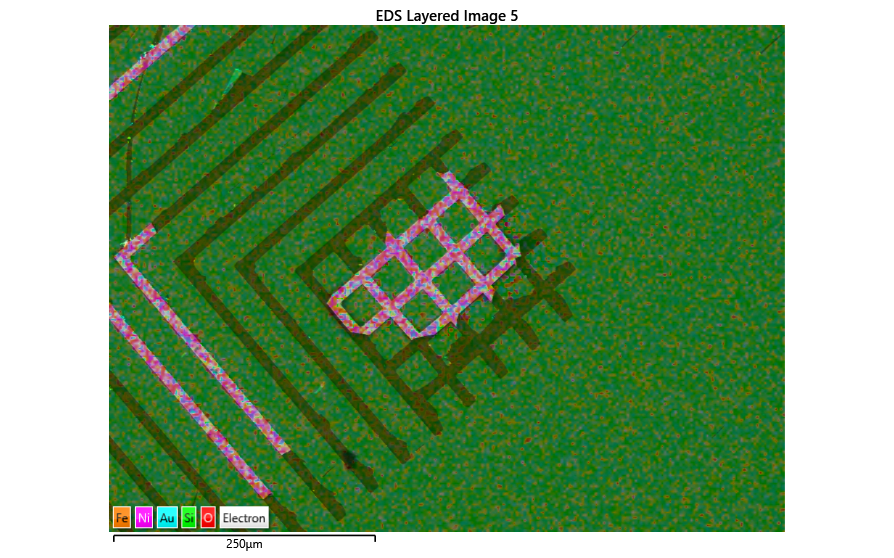 EDS Layered Image 5
Fe Ni Au Si O Electron
250µm